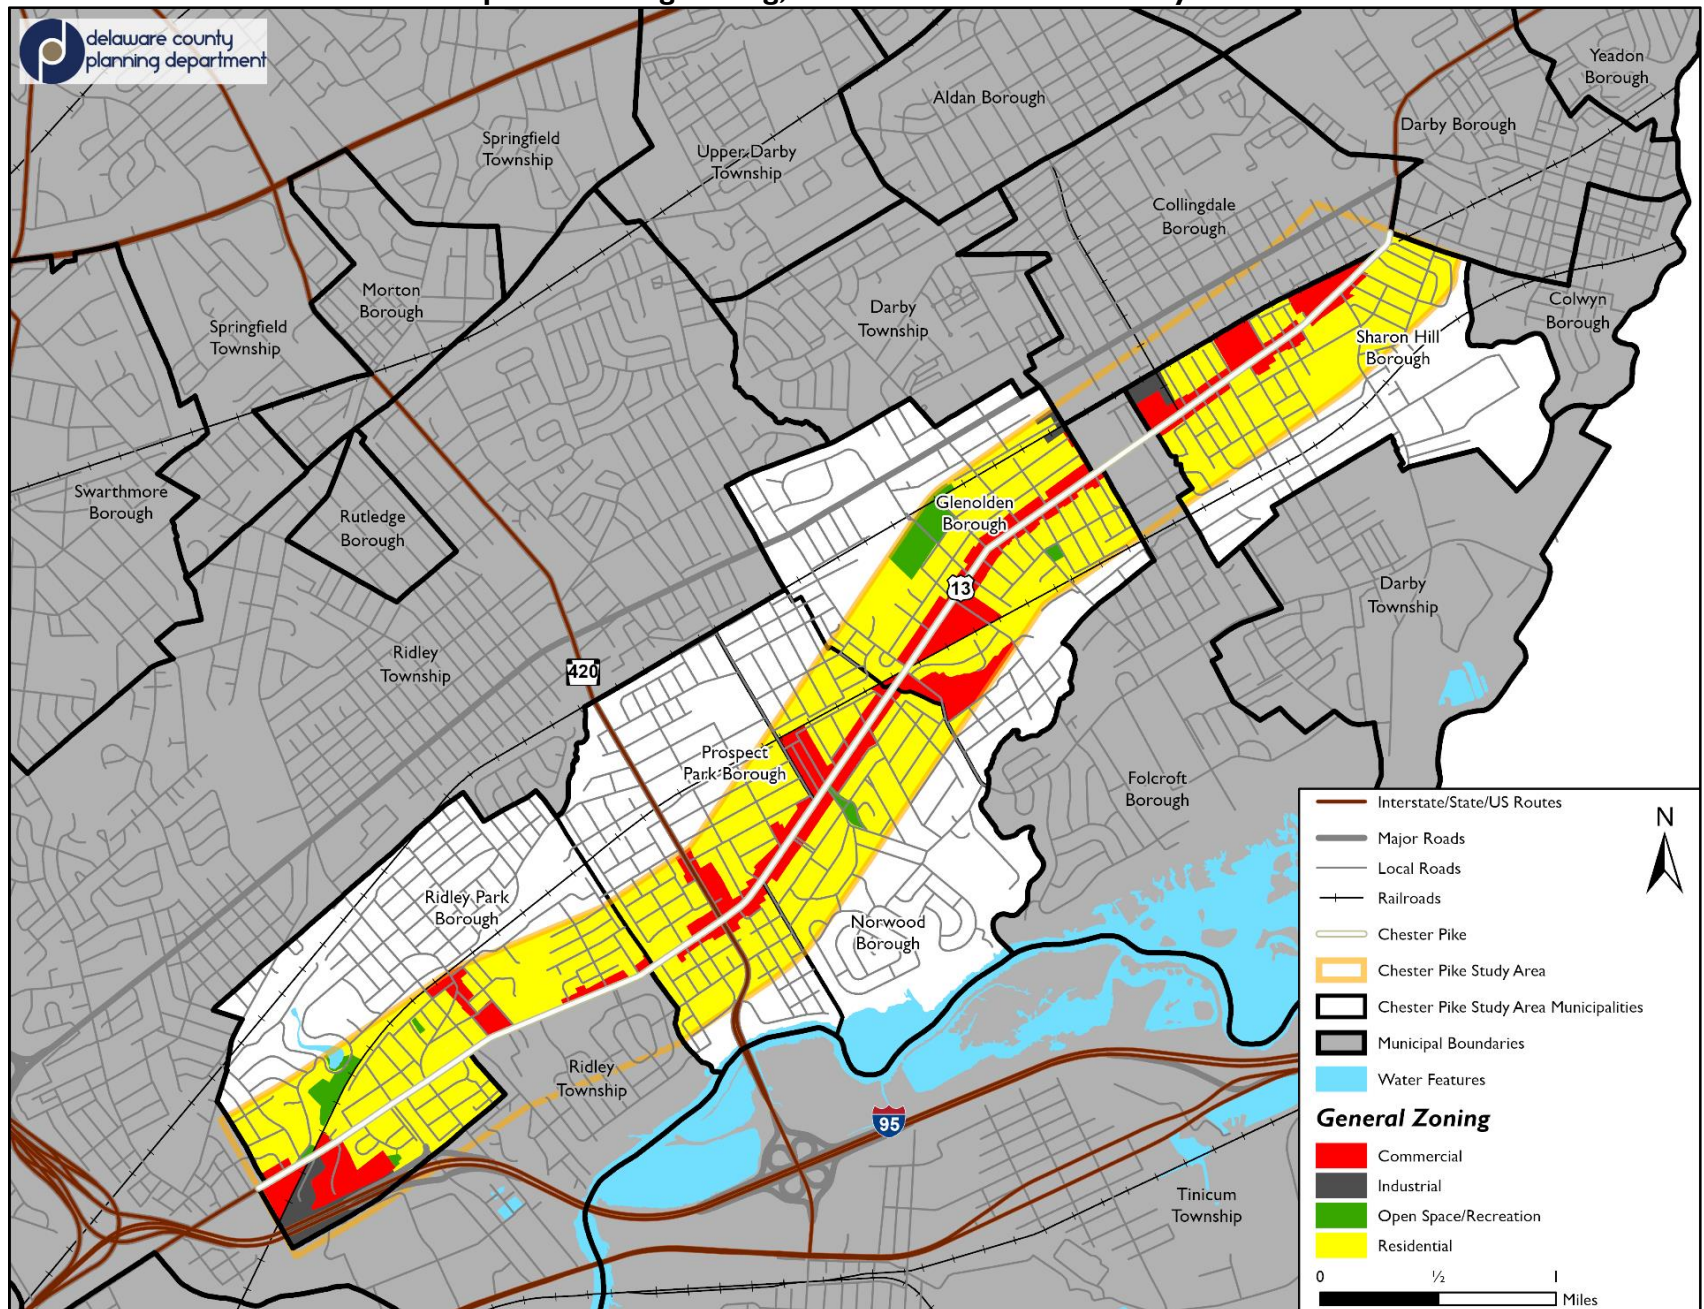 delaware county
planning department
Yeadon
Borough
Aldan Borough
Darby Borough
Springfield
Township
Upper Darby
Township
Collingdale
Borough
Morton
Borough
Colwyn
Borough
Darby
Township
Springfield
Township
Sharon Hill
Borough
Swarthmore
Borough
Rutledge
Borough
Glenolden
Borough
13
Darby
Township
Ridley
Township
420
Prospect
Park Borough
Folcroft
Borough
Ridley Park
Borough
Norwood
Borough
Ridley
Township
95
Tinicum
Township
Interstate/State/US Routes
Major Roads
Local Roads
Railroads
Chester Pike
Chester Pike Study Area
Chester Pike Study Area Municipalities
Municipal Boundaries
Water Features
N
General Zoning
Commercial
Industrial
Open Space/Recreation
Residential
0 ½ 1
Miles